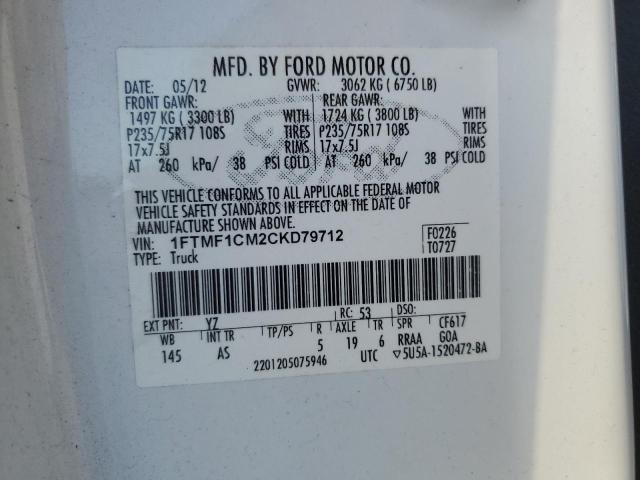 MFD. BY FORD MOTOR CO.
DATE: 05/12 GVWR: 3062 KG ( 6750 LB)
FRONT GAWR: REAR GAWR:
1497 KG ( 3300 LB) WITH 1724 KG ( 3800 LB) WITH
P235/75R17 108S TIRES P235/75R17 108S TIRES
17x7.5J RIMS 17x7.5J RIMS
AT 260 kPa/ 38 PSI COLD AT 260 kPa/ 38 PSI COLD
THIS VEHICLE CONFORMS TO ALL APPLICABLE FEDERAL MOTOR
VEHICLE SAFETY STANDARDS IN EFFECT ON THE DATE OF
MANUFACTURE SHOWN ABOVE.
VIN: 1FTMF1CM2CKD79712 F0226
TYPE: Truck T0727
EXT PNT: YZ RC: 53 DSO:
WB INT TR TP/PS R AXLE TR SPR CF617
145 AS 5 19 6 RRAA GOA
2201205075946 UTC ▽5U5A-1520472-BA
Ford